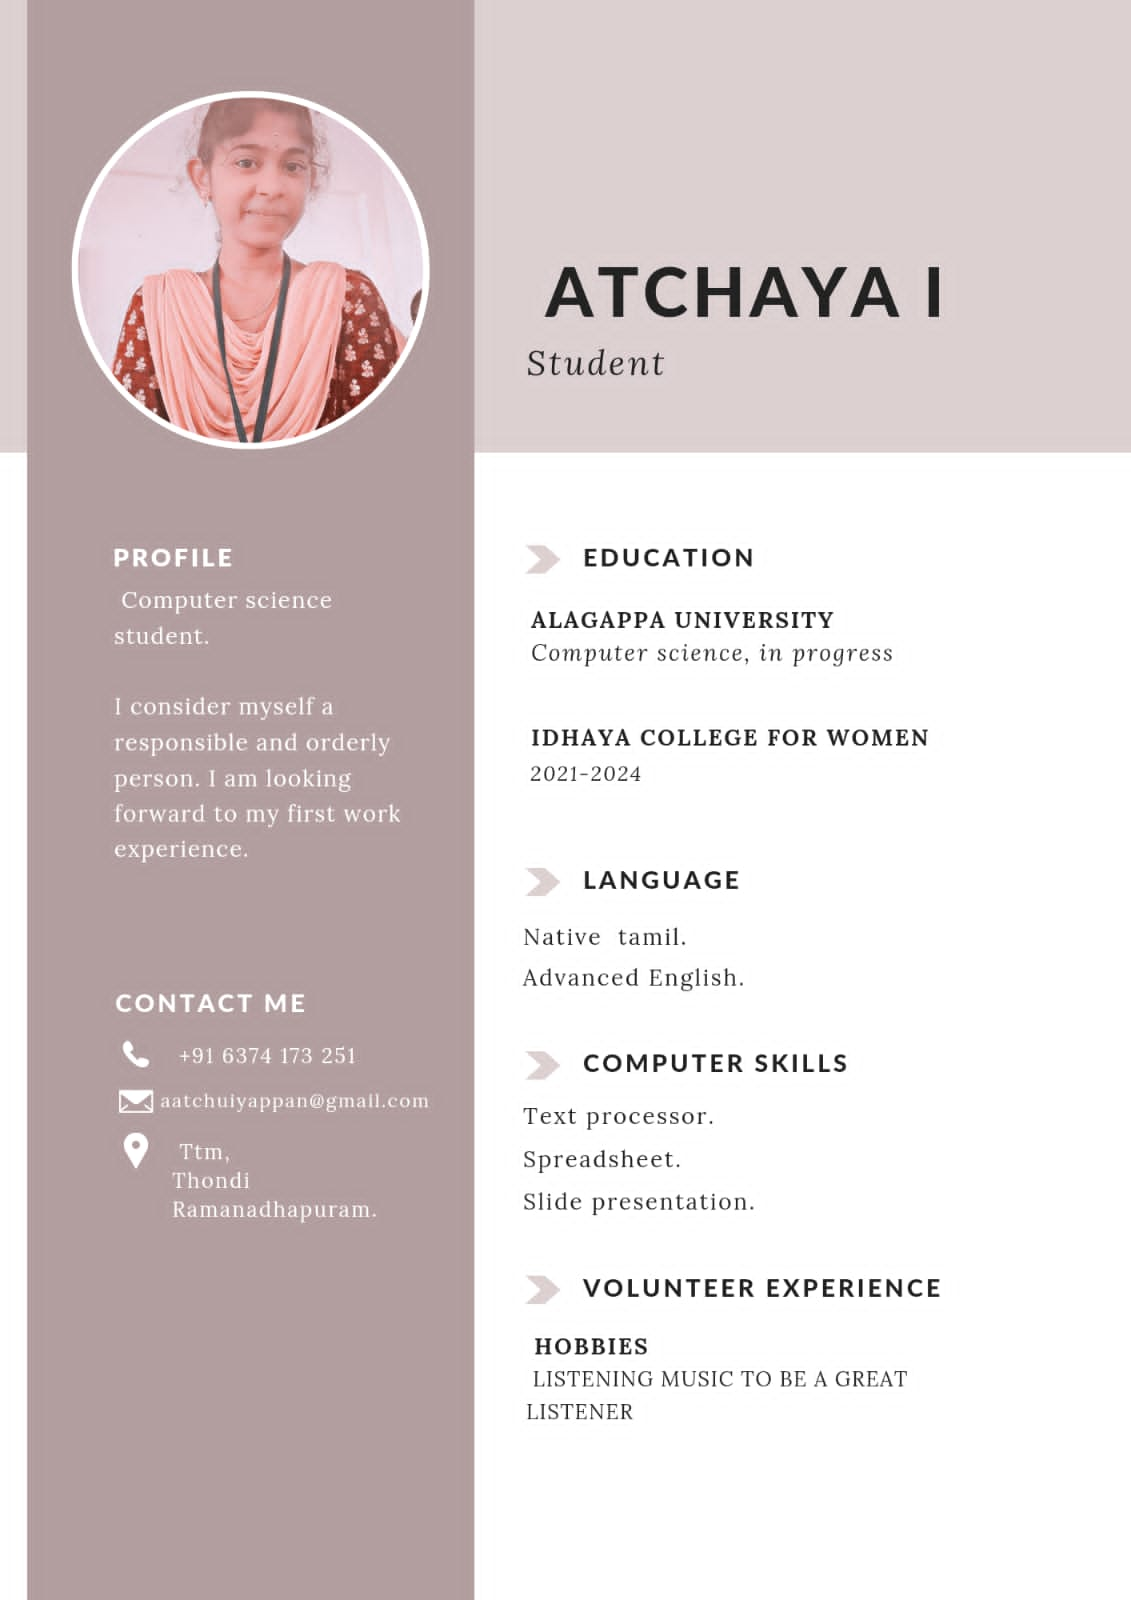 ATCHAYA I
Student
PROFILE
Computer science
student.
I consider myself a
responsible and orderly
person. I am looking
forward to my first work
experience.
CONTACT ME
+91 6374 173 251
aatchuiyappan@gmail.com
Ttm,
Thondi
Ramanadhapuram.
EDUCATION
ALAGAPPA UNIVERSITY
Computer science, in progress
IDHAYA COLLEGE FOR WOMEN
2021-2024
LANGUAGE
Native tamil.
Advanced English.
COMPUTER SKILLS
Text processor.
Spreadsheet.
Slide presentation.
VOLUNTEER EXPERIENCE
HOBBIES
LISTENING MUSIC TO BE A GREAT
LISTENER